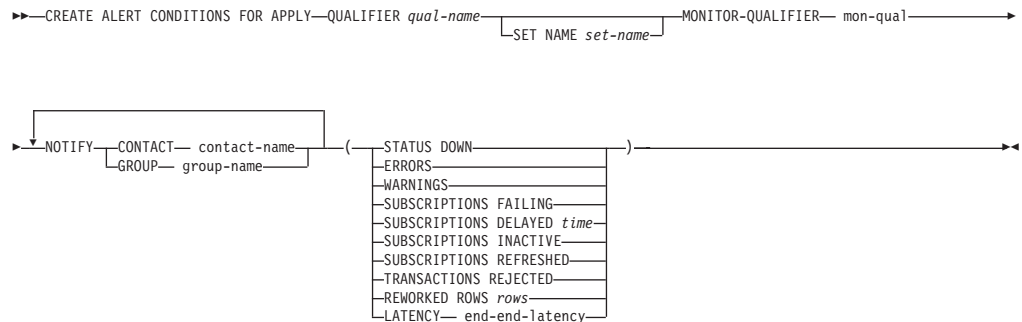 CREATE ALERT CONDITIONS FOR APPLY QUALIFIER qual-name MONITOR-QUALIFIER mon-qual
SET NAME set-name
NOTIFY CONTACT contact-name ( STATUS DOWN )
GROUP group-name ERRORS
WARNINGS
SUBSCRIPTIONS FAILING
SUBSCRIPTIONS DELAYED time
SUBSCRIPTIONS INACTIVE
SUBSCRIPTIONS REFRESHED
TRANSACTIONS REJECTED
REWORKED ROWS rows
LATENCY end-end-latency